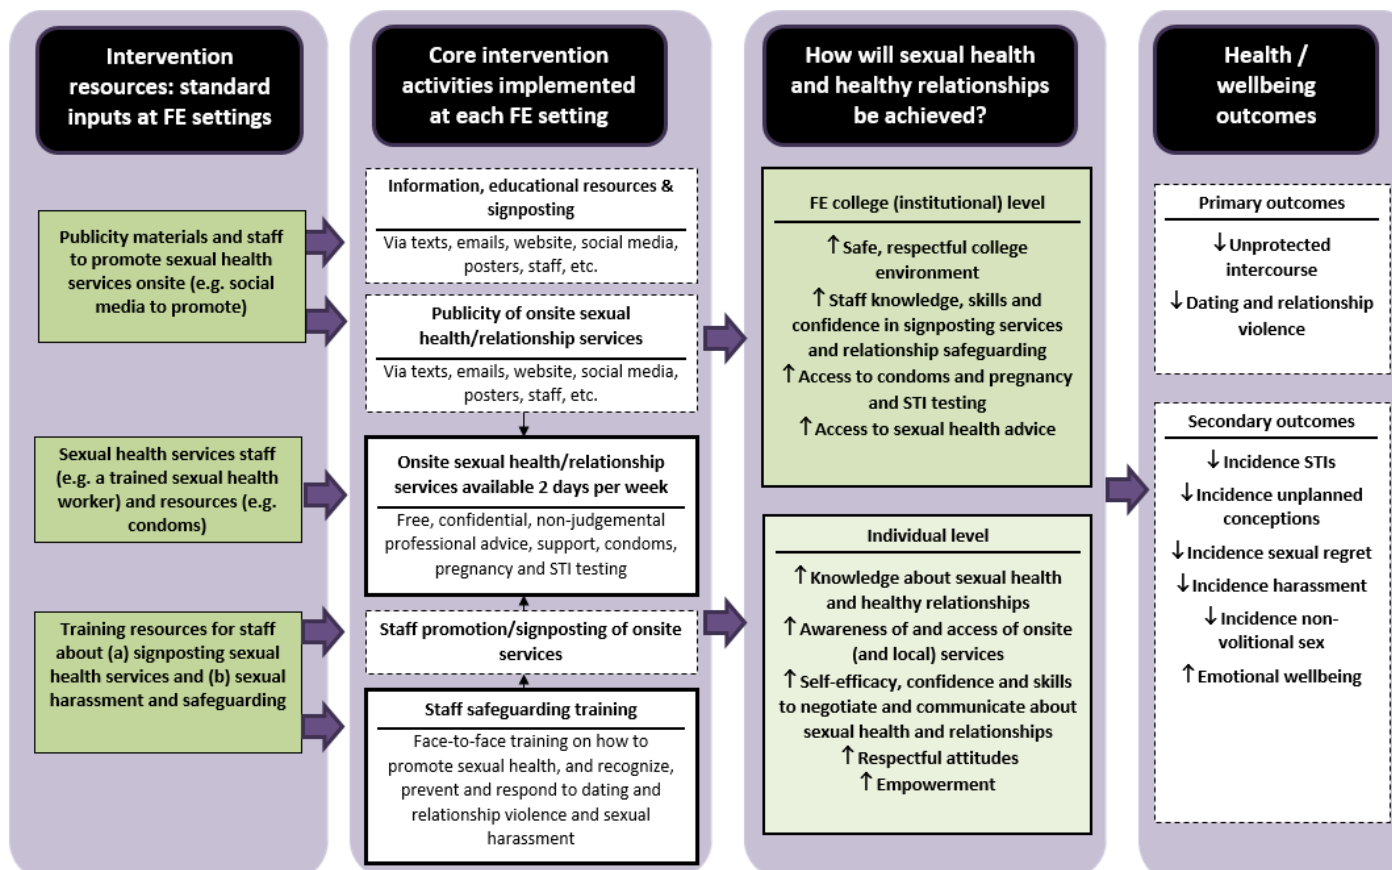 Intervention
resources: standard
inputs at FE settings
Publicity materials and staff
to promote sexual health
services onsite (e.g. social
media to promote)
Sexual health services staff
(e.g. a trained sexual health
worker) and resources (e.g.
condoms)
Training resources for staff
about (a) signposting sexual
health services and (b) sexual
harassment and safeguarding
Core intervention
activities implemented
at each FE setting
Information, educational resources &
signposting
Via texts, emails, website, social media,
posters, staff, etc.
Publicity of onsite sexual
health/relationship services
Via texts, emails, website, social media,
posters, staff, etc.
Onsite sexual health/relationship
services available 2 days per week
Free, confidential, non-judgemental
professional advice, support, condoms,
pregnancy and STI testing
Staff promotion/signposting of onsite
services
Staff safeguarding training
Face-to-face training on how to
promote sexual health, and recognize,
prevent and respond to dating and
relationship violence and sexual
harassment
How will sexual health
and healthy relationships
be achieved?
FE college (institutional) level
↑Safe, respectful college
environment
↑Staff knowledge, skills and
confidence in signposting services
and relationship safeguarding
↑Access to condoms and pregnancy
and STI testing
↑Access to sexual health advice
Individual level
↑Knowledge about sexual health
and healthy relationships
↑Awareness of and access of onsite
(and local) services
↑Self-efficacy, confidence and skills
to negotiate and communicate about
sexual health and relationships
↑Respectful attitudes
↑Empowerment
Health /
wellbeing
outcomes
Primary outcomes
↓Unprotected
intercourse
↓Dating and relationship
violence
Secondary outcomes
↓Incidence STIs
↓Incidence unplanned
conceptions
↓Incidence sexual regret
↓Incidence harassment
↓Incidence non-
volitional sex
↑Emotional wellbeing